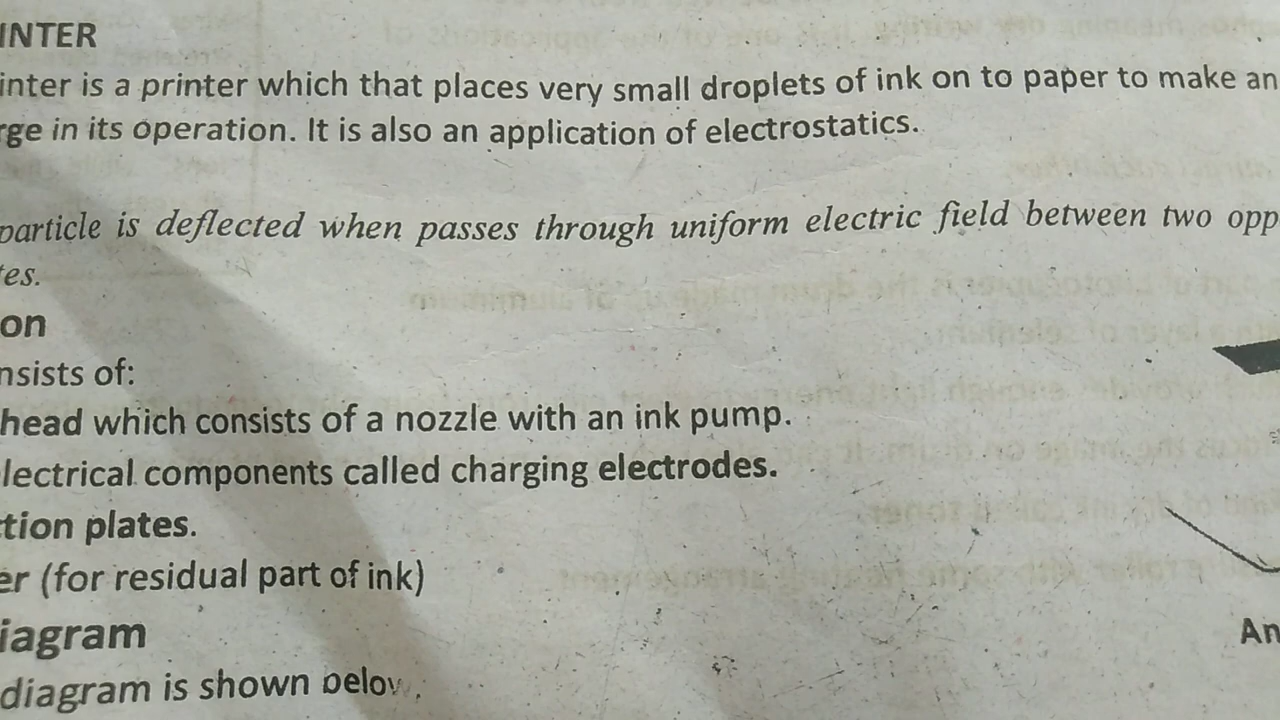 INTER
inter is a printer which that places very small droplets of ink on to paper to make an
rge in its operation. It is also an application of electrostatics.
particle is deflected when passes through uniform electric field between two opp
tes.
on
nsists of:
head which consists of a nozzle with an ink pump.
lectrical components called charging electrodes.
ction plates.
er (for residual part of ink)
iagram
An
diagram is shown below.